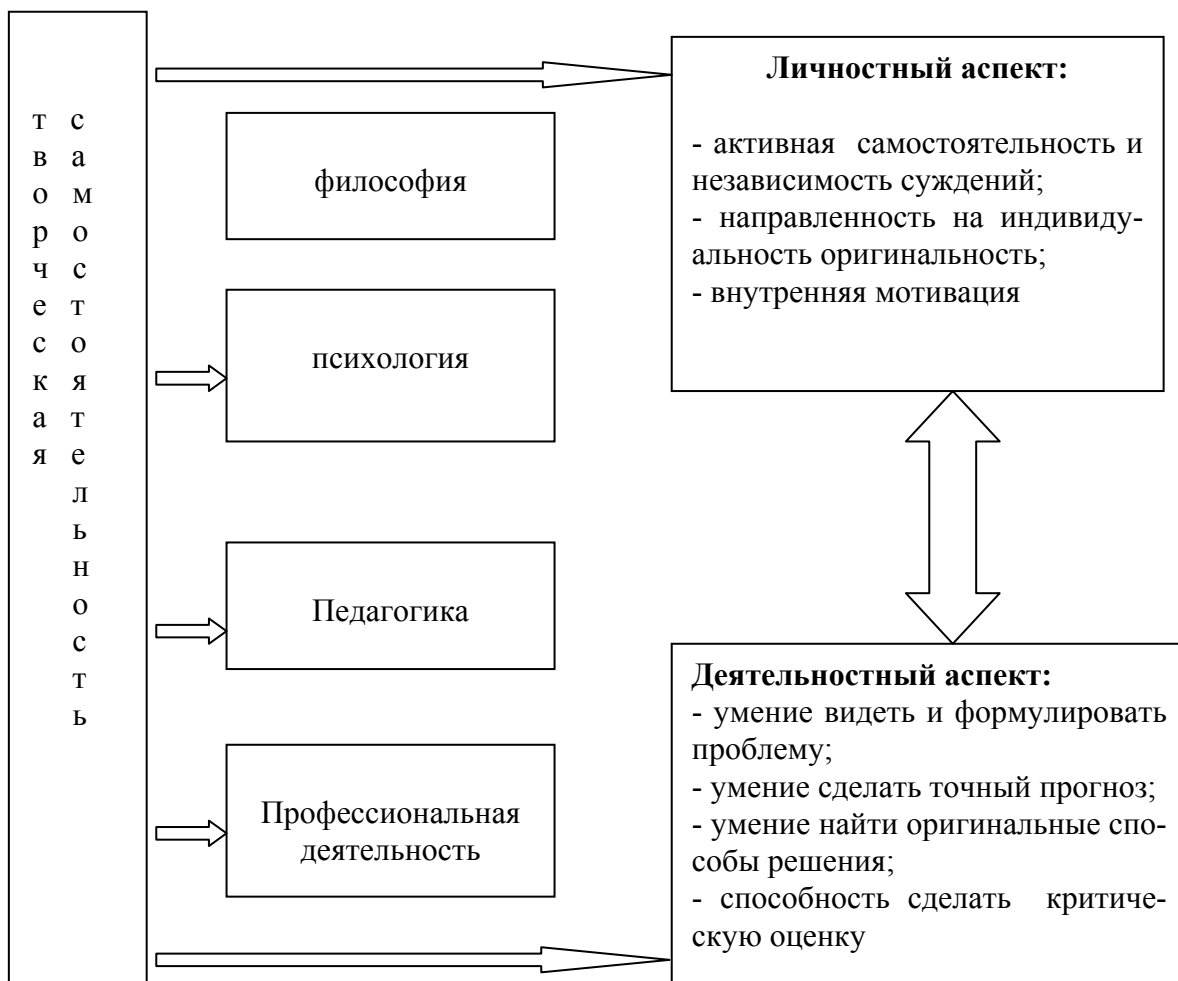 творческая
самостоятельность
философия
психология
Педагогика
Профессиональная
деятельность
Личностный аспект:
- активная самостоятельность и
независимость суждений;
- направленность на индивиду-
альность оригинальность;
- внутренняя мотивация
Деятельностный аспект:
- умение видеть и формулировать
проблему;
- умение сделать точный прогноз;
- умение найти оригинальные спо-
собы решения;
- способность сделать критиче-
скую оценку